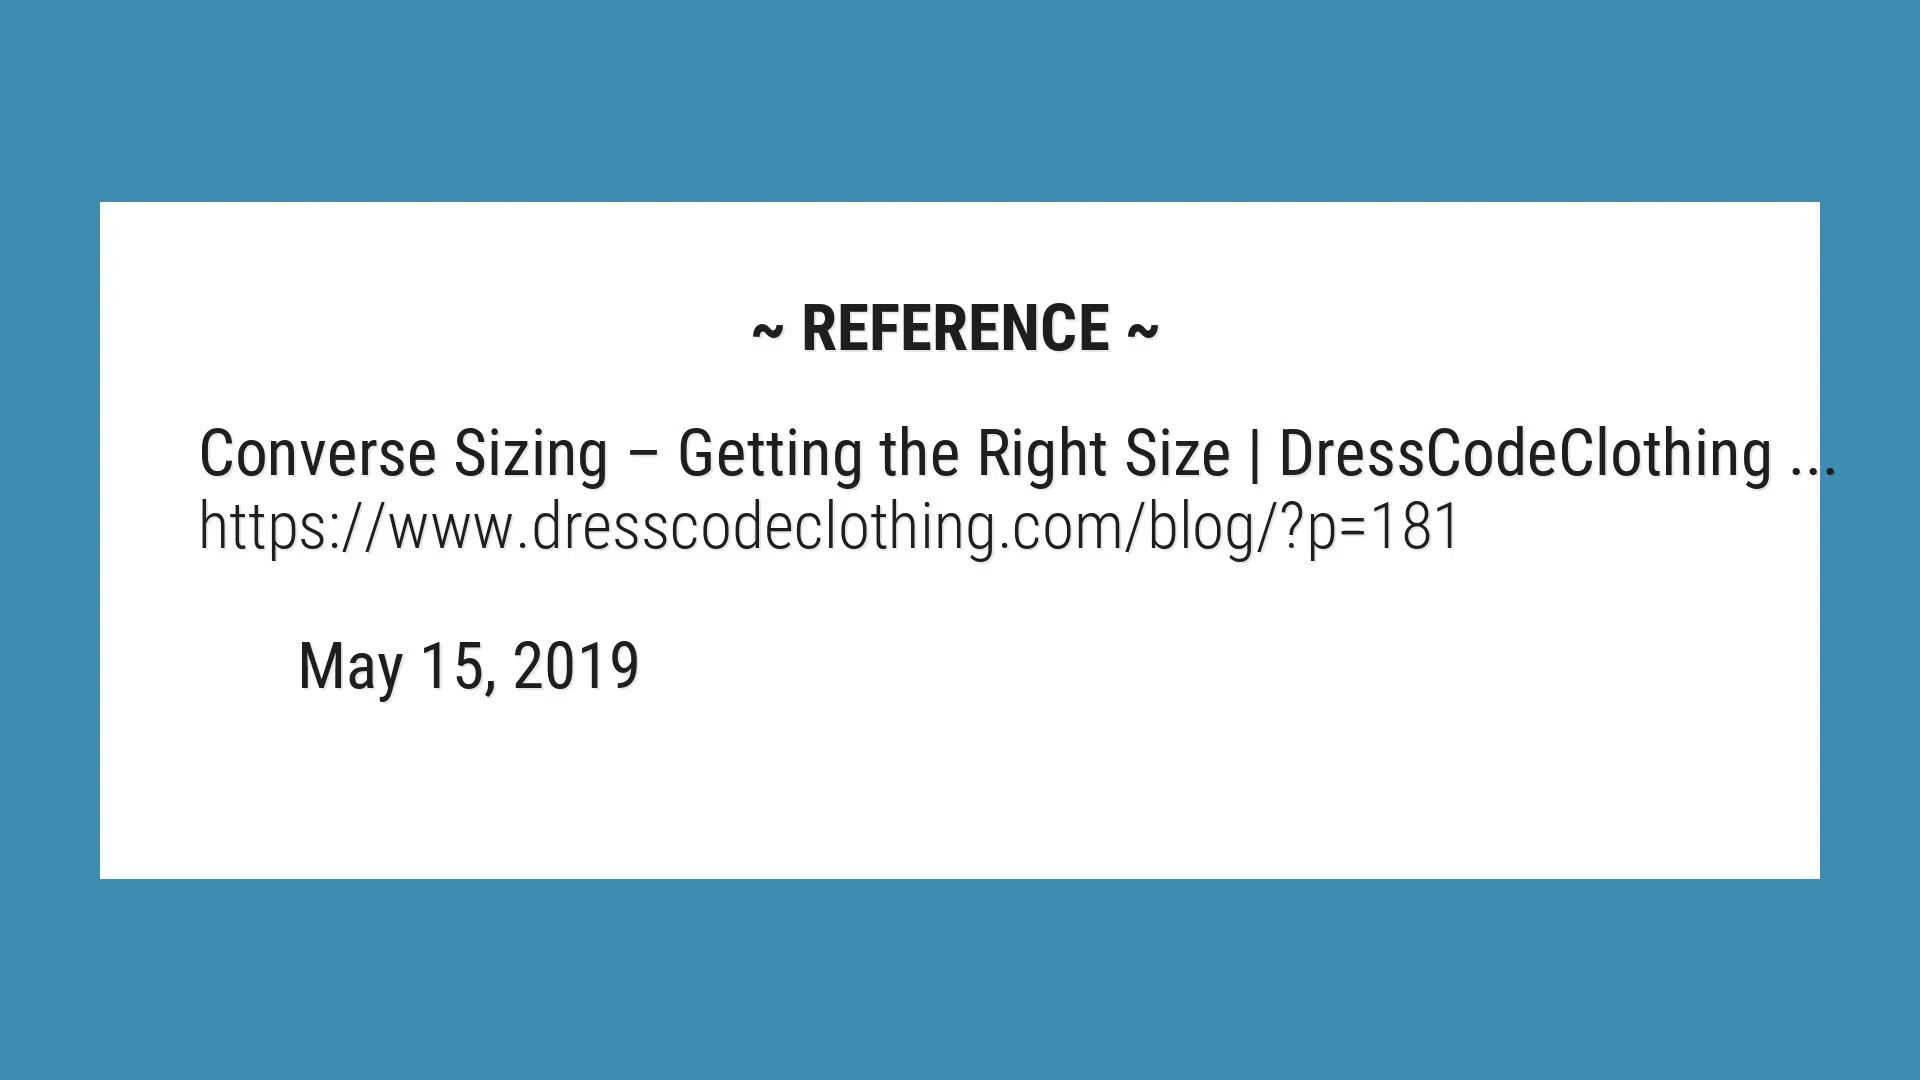 ~ REFERENCE ~
Converse Sizing – Getting the Right Size | DressCodeClothing ...
https://www.dresscodeclothing.com/blog/?p=181
May 15, 2019